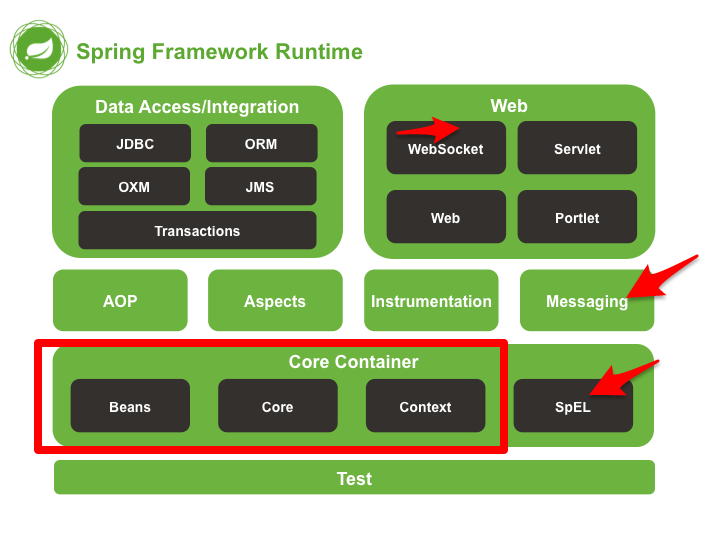 Spring Framework Runtime
Data Access/Integration
JDBC
ORM
OXM
JMS
Transactions
Web
WebSocket
Servlet
Web
Portlet
AOP
Aspects
Instrumentation
Messaging
Core Container
Beans
Core
Context
SpEL
Test